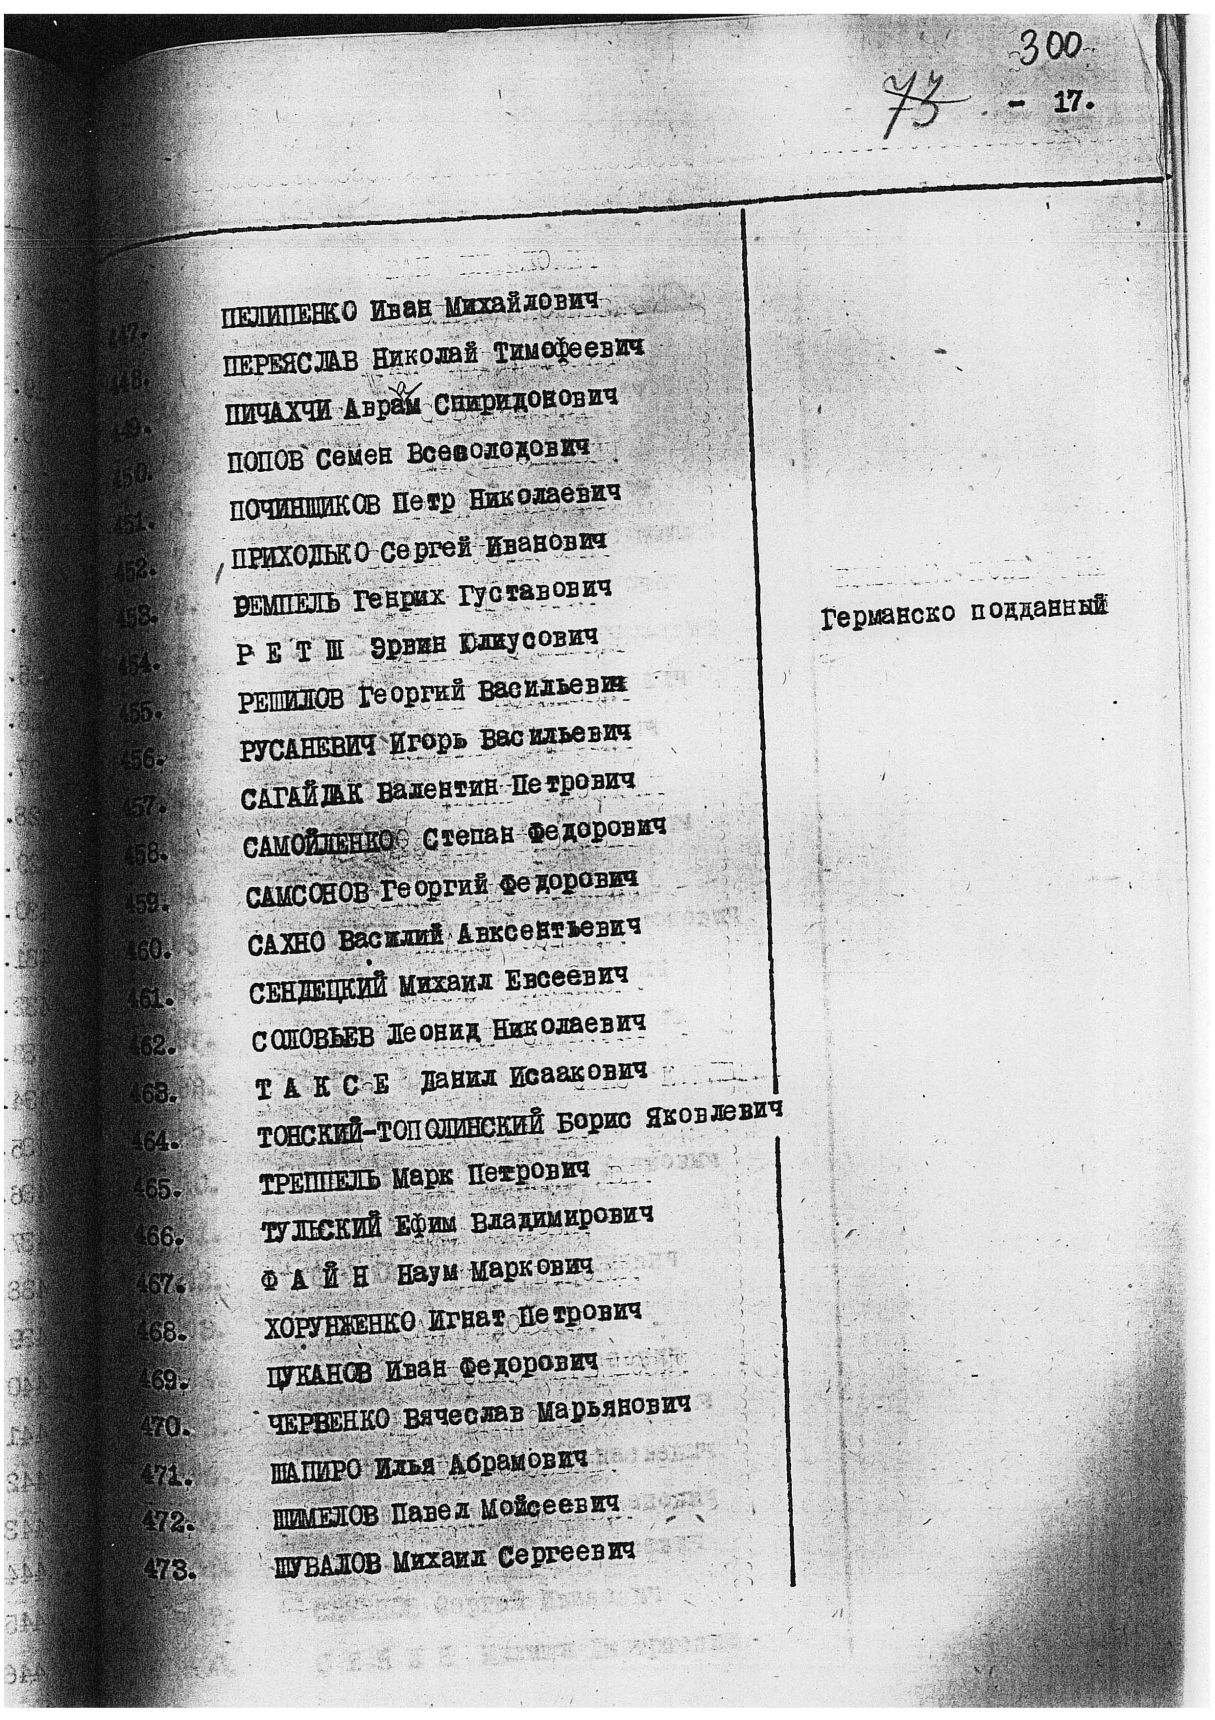 300
73 - 17.
447. ПЕЛИПЕНКО Иван Михайлович
448. ПЕРЕЯСЛАВ Николай Тимофеевич
а
449. ПИЧАХЧИ Аврам Спиридонович
450. ПОПОВ Семен Всеволодович
451. ПОЧИНЩИКОВ Петр Николаевич
452. ПРИХОДЬКО Сергей Иванович
453. РЕМПЕЛЬ Генрих Густавович
454. Р Е Т Ш Эрвин Юлиусович Германско подданный
455. РЕШИЛОВ Георгий Васильевич
456. РУСАНЕВИЧ Игорь Васильевич
457. САГАЙДАК Валентин Петрович
458. САМОЙЛЕНКО Степан Федорович
459. САМСОНОВ Георгий Федорович
460. САХНО Василий Авксентьевич
461. СЕНДЕЦКИЙ Михаил Евсеевич
462. СОЛОВЬЕВ Леонид Николаевич
463. Т А К С Е Данил Исаакович
464. ТОНСКИЙ-ТОПОЛИНСКИЙ Борис Яковлевич
465. ТРЕППЕЛЬ Марк Петрович
466. ТУЛЬСКИЙ Ефим Владимирович
467. Ф А Й Н Наум Маркович
468. ХОРУНЖЕНКО Игнат Петрович
469. ЦУКАНОВ Иван Федорович
470. ЧЕРВЕНКО Вячеслав Марьянович
471. ШАПИРО Илья Абрамович
472. ШИМЕЛОВ Павел Мойсеевич
473. ШУВАЛОВ Михаил Сергеевич